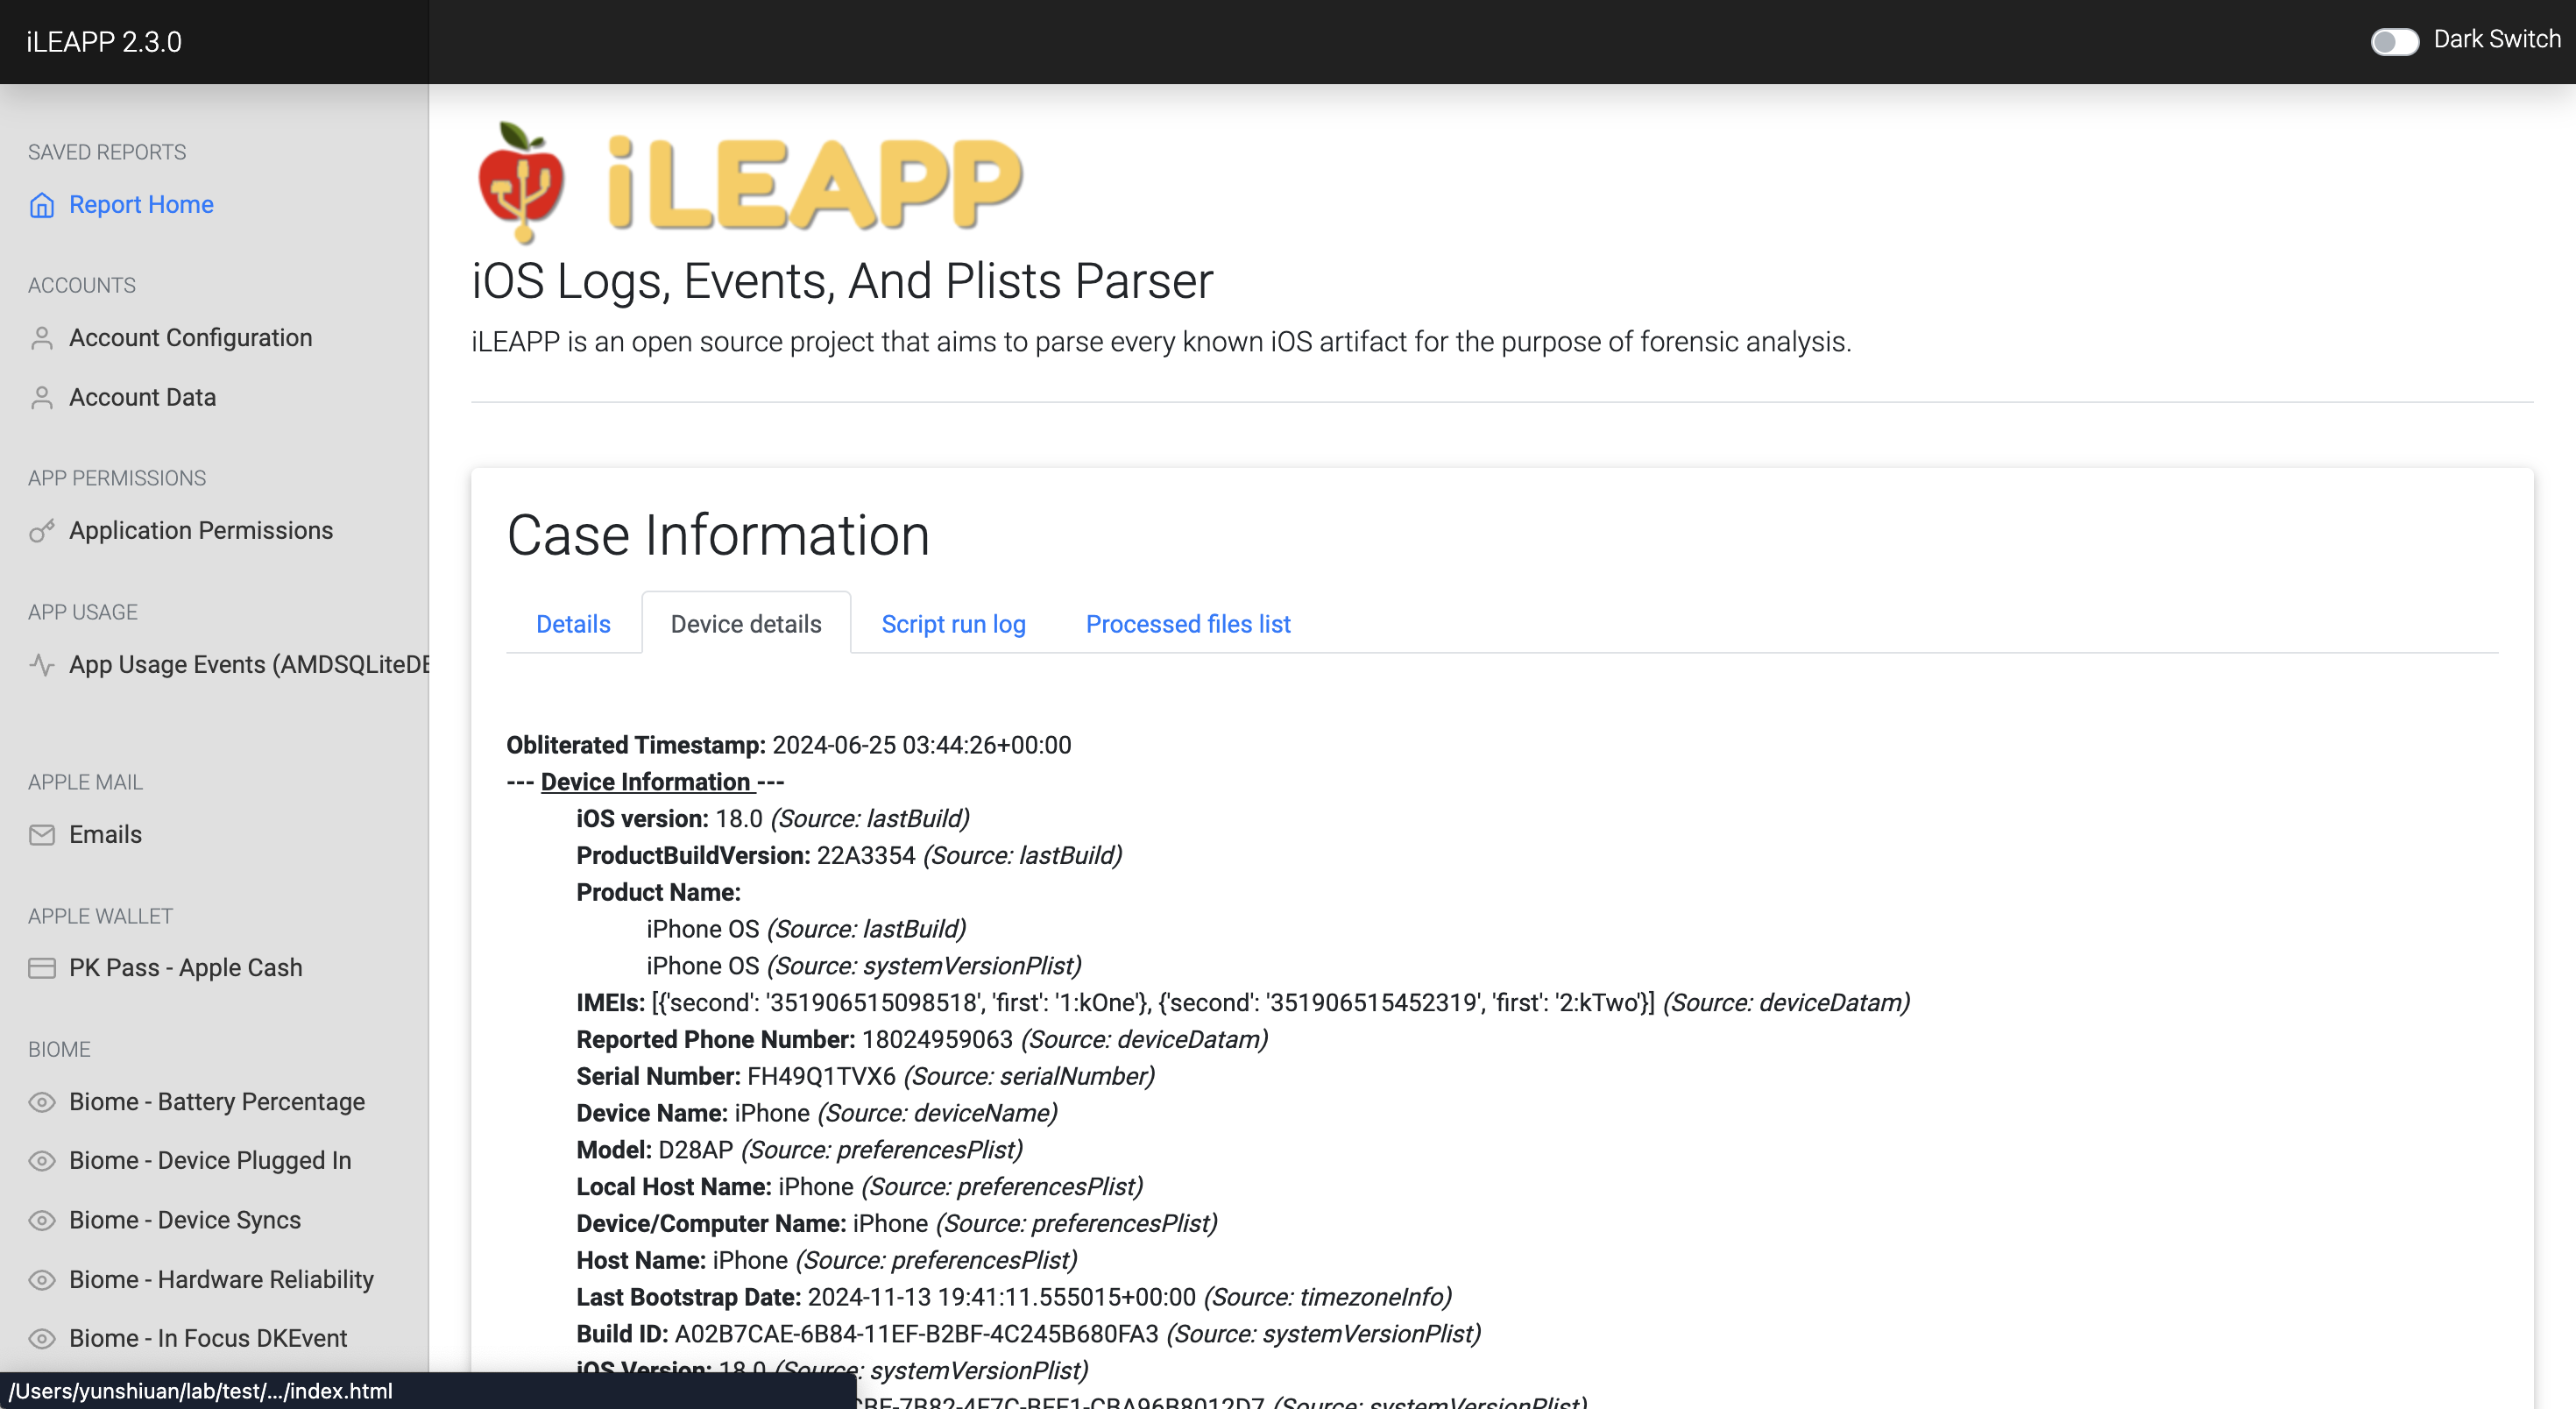 iLEAPP 2.3.0
Dark Switch
SAVED REPORTS
Report Home
ACCOUNTS
Account Configuration
Account Data
APP PERMISSIONS
Application Permissions
APP USAGE
App Usage Events (AMDSQLiteDB
APPLE MAIL
Emails
APPLE WALLET
PK Pass - Apple Cash
BIOME
Biome - Battery Percentage
Biome - Device Plugged In
Biome - Device Syncs
Biome - Hardware Reliability
Biome - In Focus DKEvent
/Users/yunshiuan/lab/test/.../index.html
iLEAPP
iOS Logs, Events, And Plists Parser
iLEAPP is an open source project that aims to parse every known iOS artifact for the purpose of forensic analysis.
Case Information
Details
Device details
Script run log
Processed files list
Obliterated Timestamp: 2024-06-25 03:44:26+00:00
--- Device Information ---
iOS version: 18.0 (Source: lastBuild)
ProductBuildVersion: 22A3354 (Source: lastBuild)
Product Name:
iPhone OS (Source: lastBuild)
iPhone OS (Source: systemVersionPlist)
IMEIs: [{'second': '351906515098518', 'first': '1:kOne'}, {'second': '351906515452319', 'first': '2:kTwo'}] (Source: deviceDatam)
Reported Phone Number: 18024959063 (Source: deviceDatam)
Serial Number: FH49Q1TVX6 (Source: serialNumber)
Device Name: iPhone (Source: deviceName)
Model: D28AP (Source: preferencesPlist)
Local Host Name: iPhone (Source: preferencesPlist)
Device/Computer Name: iPhone (Source: preferencesPlist)
Host Name: iPhone (Source: preferencesPlist)
Last Bootstrap Date: 2024-11-13 19:41:11.555015+00:00 (Source: timezoneInfo)
Build ID: A02B7CAE-6B84-11EF-B2BF-4C245B680FA3 (Source: systemVersionPlist)
iOS Version: 18.0 (Source: systemVersionPlist)
(Source: systemVersionPlist)